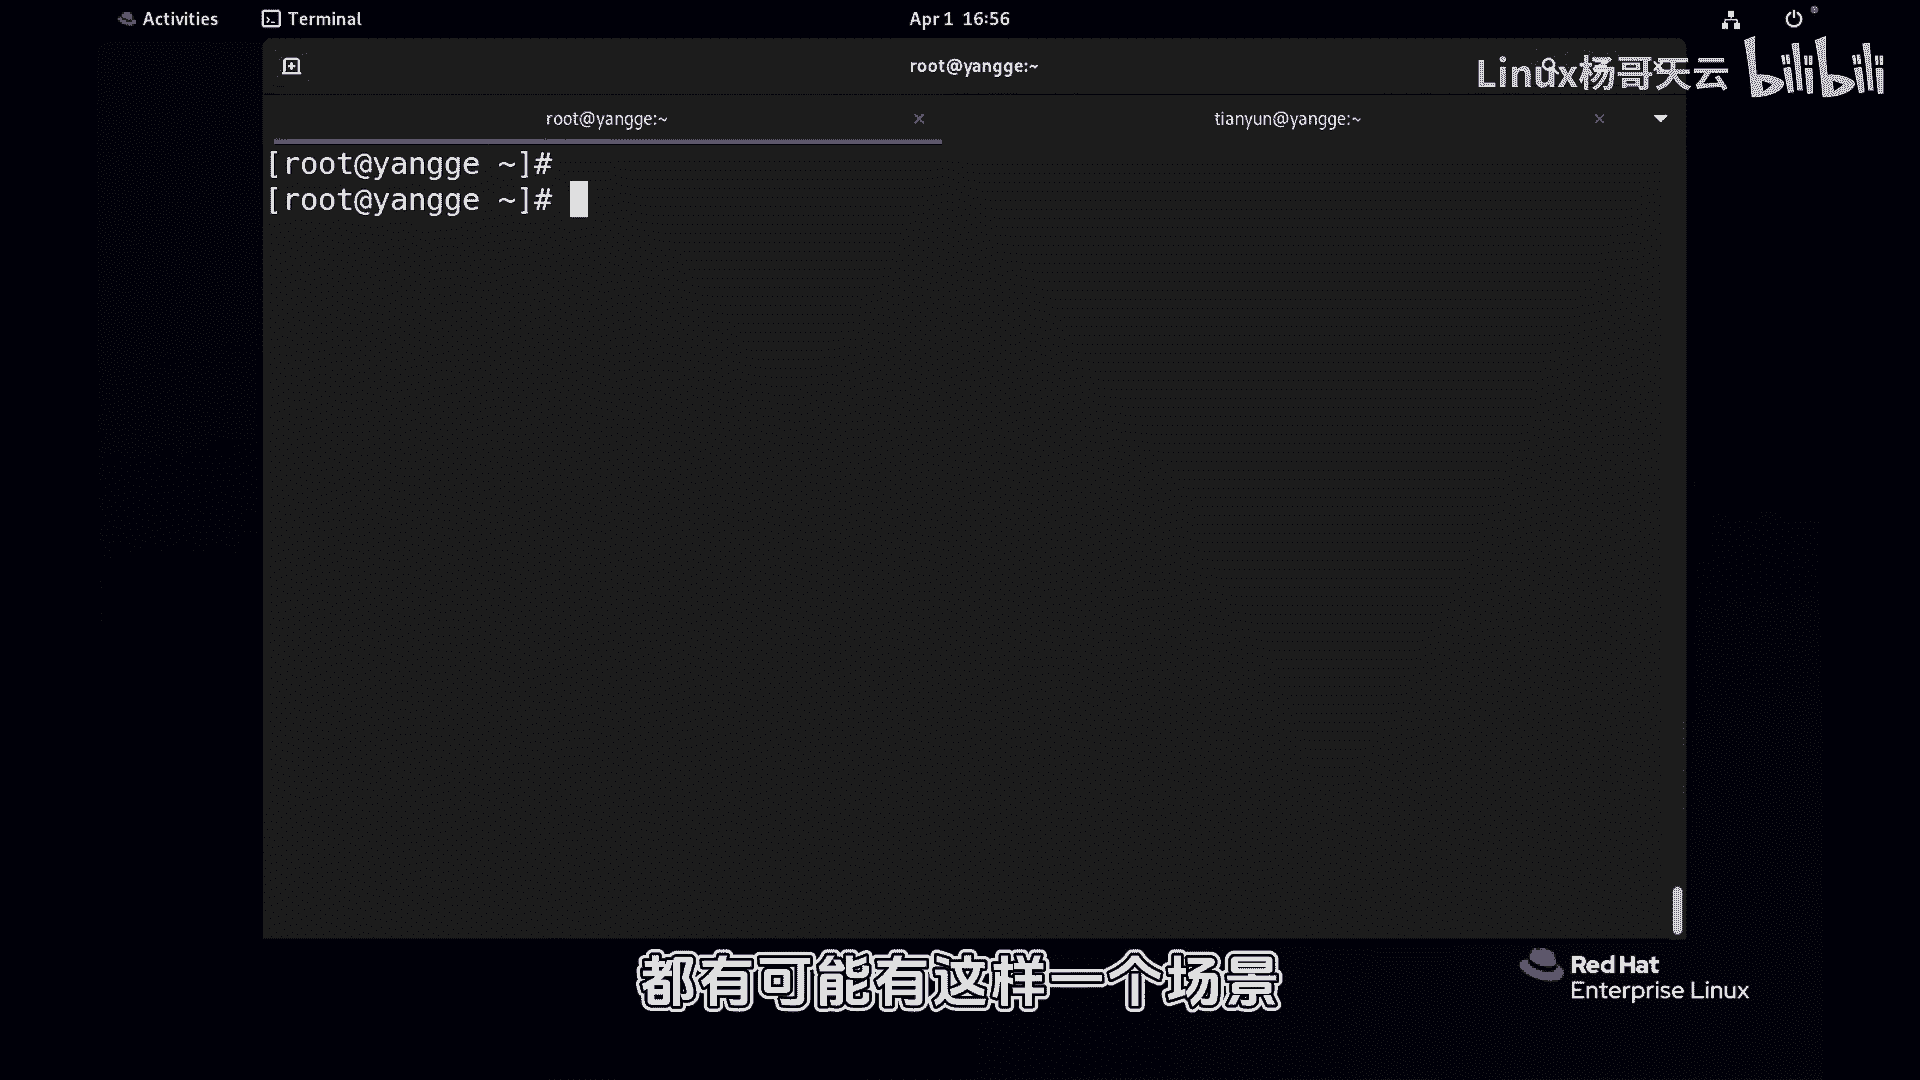 Activities
Terminal
Apr 1 16:56
root@yangge:~
Linux杨哥天云 bilibili
root@yangge:~
tianyun@yangge:~
[root@yangge ~]#
[root@yangge ~]#
都有可能有这样一个场景
Red Hat
Enterprise Linux